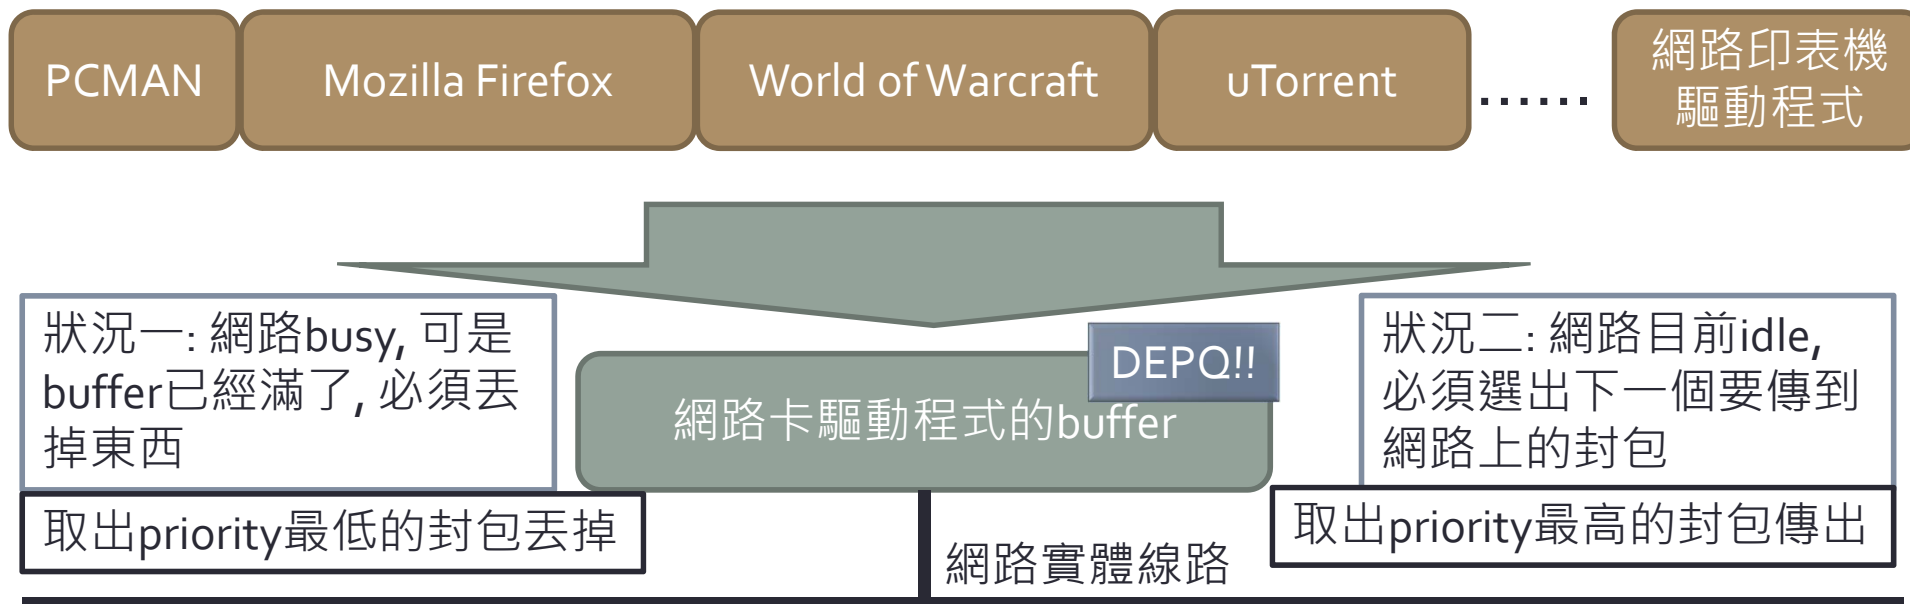 PCMAN
Mozilla Firefox
World of Warcraft
uTorrent
......
網路印表機
驅動程式
狀況一: 網路busy, 可是
buffer已經滿了, 必須丟
掉東西
取出priority最低的封包丟掉
DEPQ!!
網路卡驅動程式的buffer
狀況二: 網路目前idle,
必須選出下一個要傳到
網路上的封包
取出priority最高的封包傳出
網路實體線路